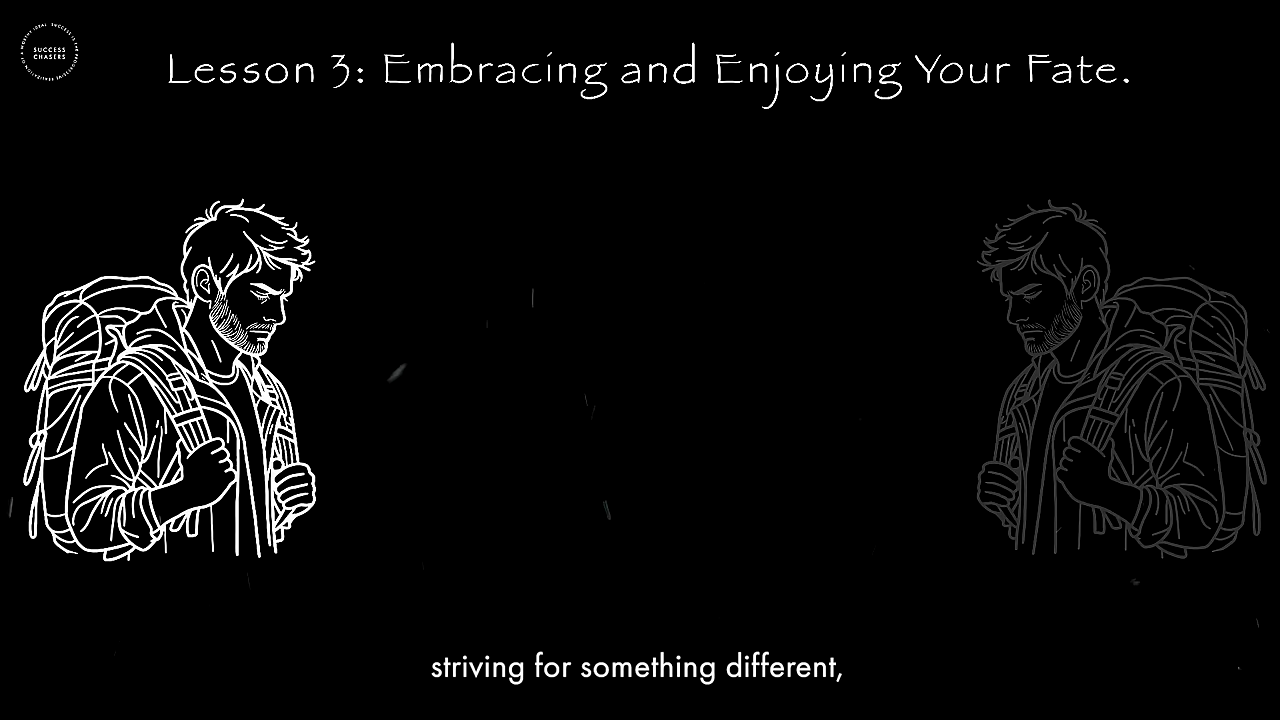 SUCCESS
CHASERS
Lesson 3: Embracing and Enjoying Your Fate.
striving for something different,